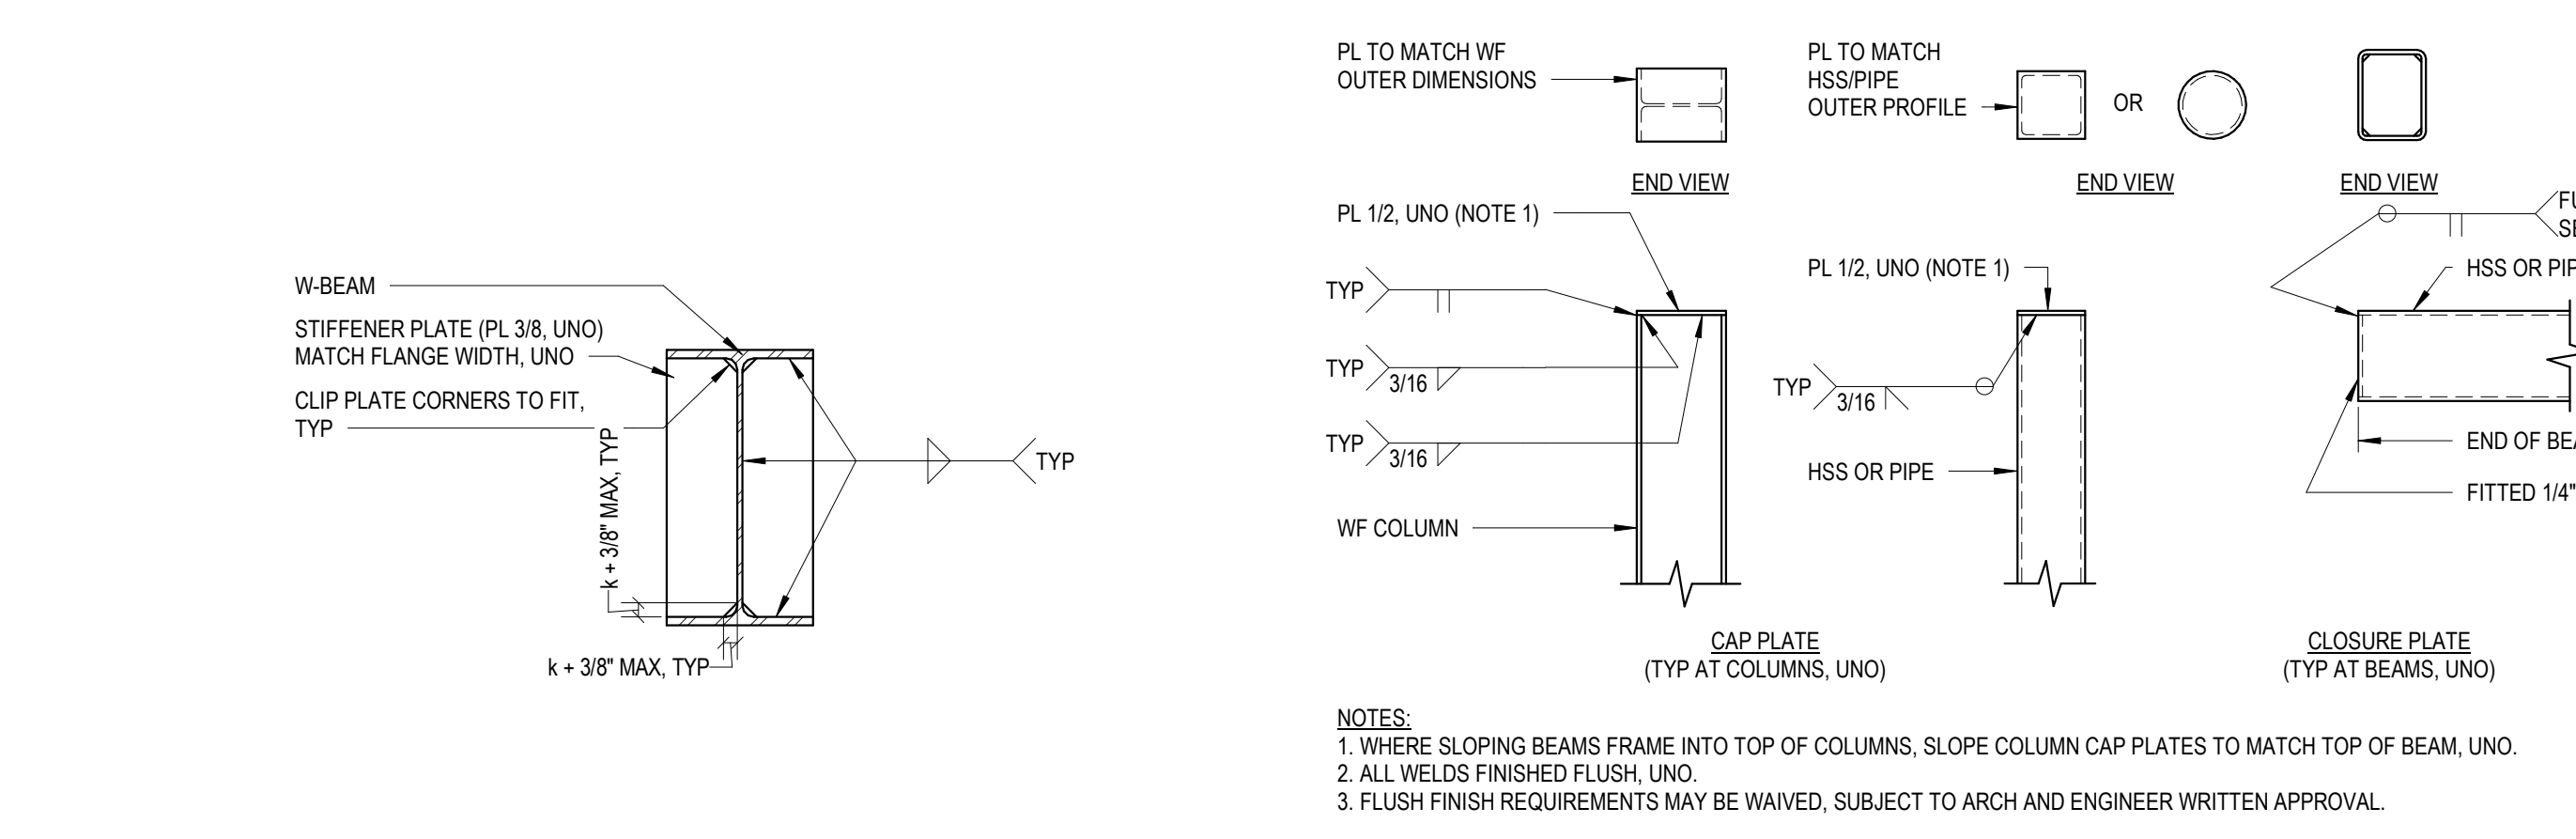 W-BEAM
STIFFENER PLATE (PL 3/8, UNO)
MATCH FLANGE WIDTH, UNO
CLIP PLATE CORNERS TO FIT,
TYP
k + 3/8" MAX, TYP
k + 3/8" MAX, TYP
TYP
PL TO MATCH WF
OUTER DIMENSIONS
END VIEW
PL 1/2, UNO (NOTE 1)
TYP
TYP
3/16
TYP
3/16
WF COLUMN
PL TO MATCH
HSS/PIPE
OUTER PROFILE
OR
END VIEW
PL 1/2, UNO (NOTE 1)
TYP
3/16
HSS OR PIPE
CAP PLATE
(TYP AT COLUMNS, UNO)
END VIEW
HSS OR
END OF
FITTED 1/4"
CLOSURE PLATE
(TYP AT BEAMS, UNO)
NOTES:
1. WHERE SLOPING BEAMS FRAME INTO TOP OF COLUMNS, SLOPE COLUMN CAP PLATES TO MATCH TOP OF BEAM, UNO.
2. ALL WELDS FINISHED FLUSH, UNO.
3. FLUSH FINISH REQUIREMENTS MAY BE WAIVED, SUBJECT TO ARCH AND ENGINEER WRITTEN APPROVAL.